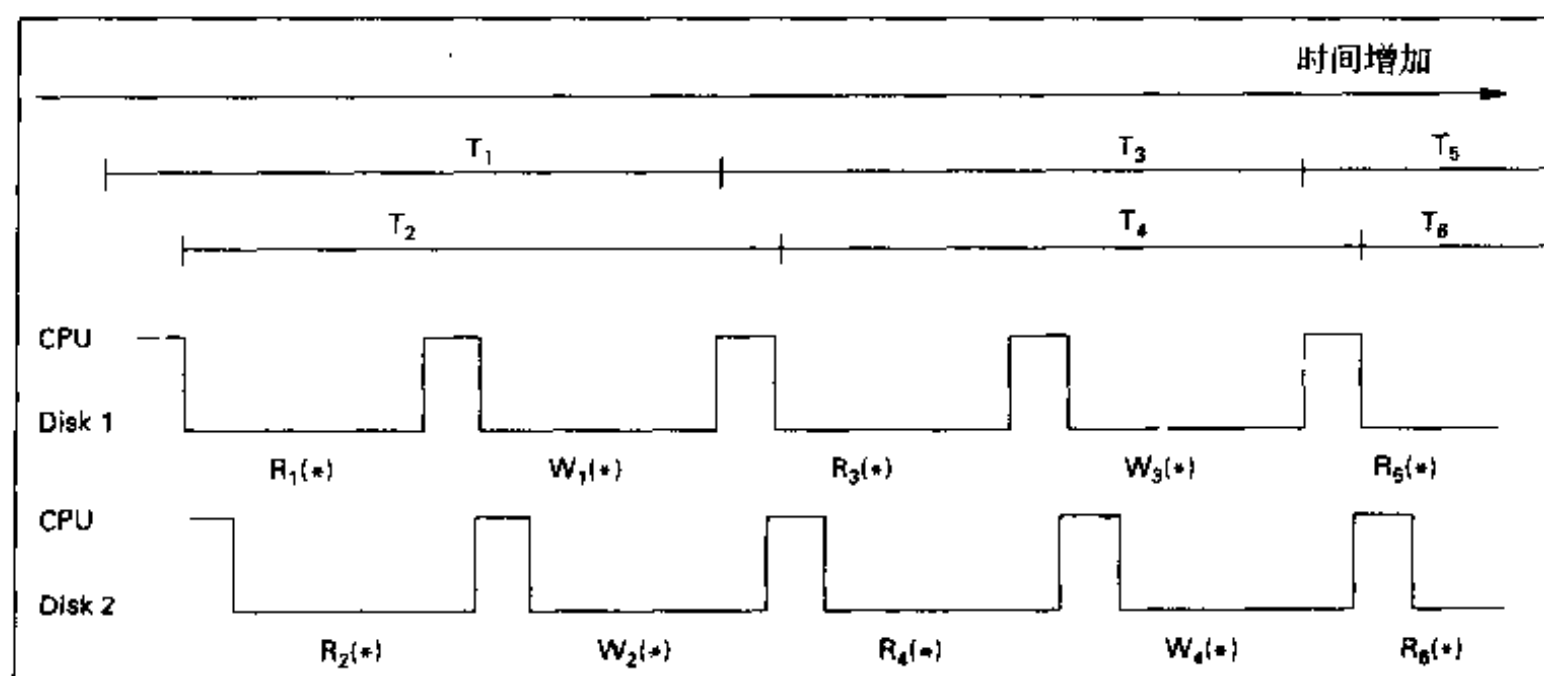 时间增加
T₁ T₃ T₅
T₂ T₄ T₆
CPU
Disk 1
R₁(*) W₁(*) R₃(*) W₃(*) R₅(*)
CPU
Disk 2
R₂(*) W₂(*) R₄(*) W₄(*) R₆(*)